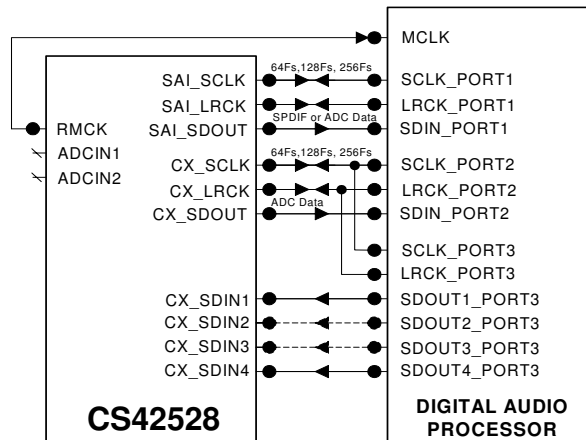 MCLK
64Fs,128Fs, 256Fs
SAI_SCLK
SCLK_PORT1
SAI_LRCK
LRCK_PORT1
SPDIF or ADC Data
RMCK
SAI_SDOUT
SDIN_PORT1
ADCIN1
64Fs,128Fs, 256Fs
CX_SCLK
SCLK_PORT2
ADCIN2
CX_LRCK
LRCK_PORT2
ADC Data
CX_SDOUT
SDIN_PORT2
SCLK_PORT3
LRCK_PORT3
CX_SDIN1
SDOUT1_PORT3
CX_SDIN2
SDOUT2_PORT3
CX_SDIN3
SDOUT3_PORT3
CX_SDIN4
SDOUT4_PORT3
CS42528
DIGITAL AUDIO
PROCESSOR